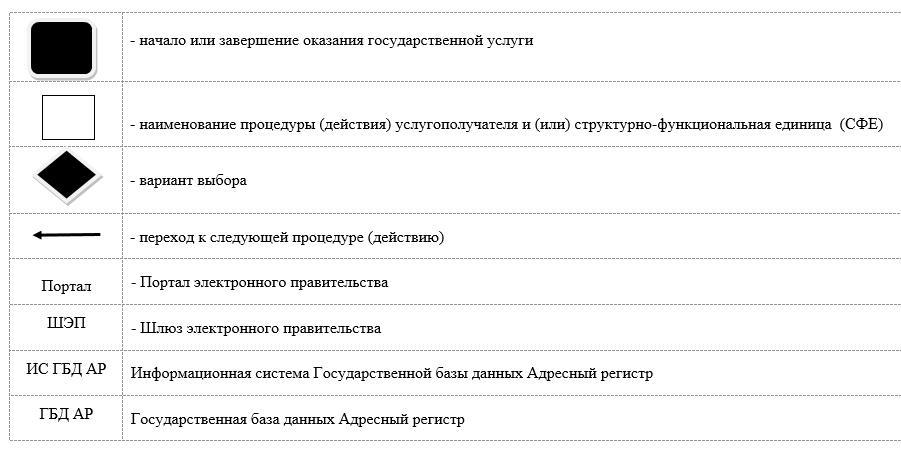 - начало или завершение оказания государственной услуги
- наименование процедуры (действия) услугополучателя и (или) структурно-функциональная единица (СФЕ)
- вариант выбора
- переход к следующей процедуре (действию)
Портал - Портал электронного правительства
ШЭП - Шлюз электронного правительства
ИС ГБД АР Информационная система Государственной базы данных Адресный регистр
ГБД АР Государственная база данных Адресный регистр